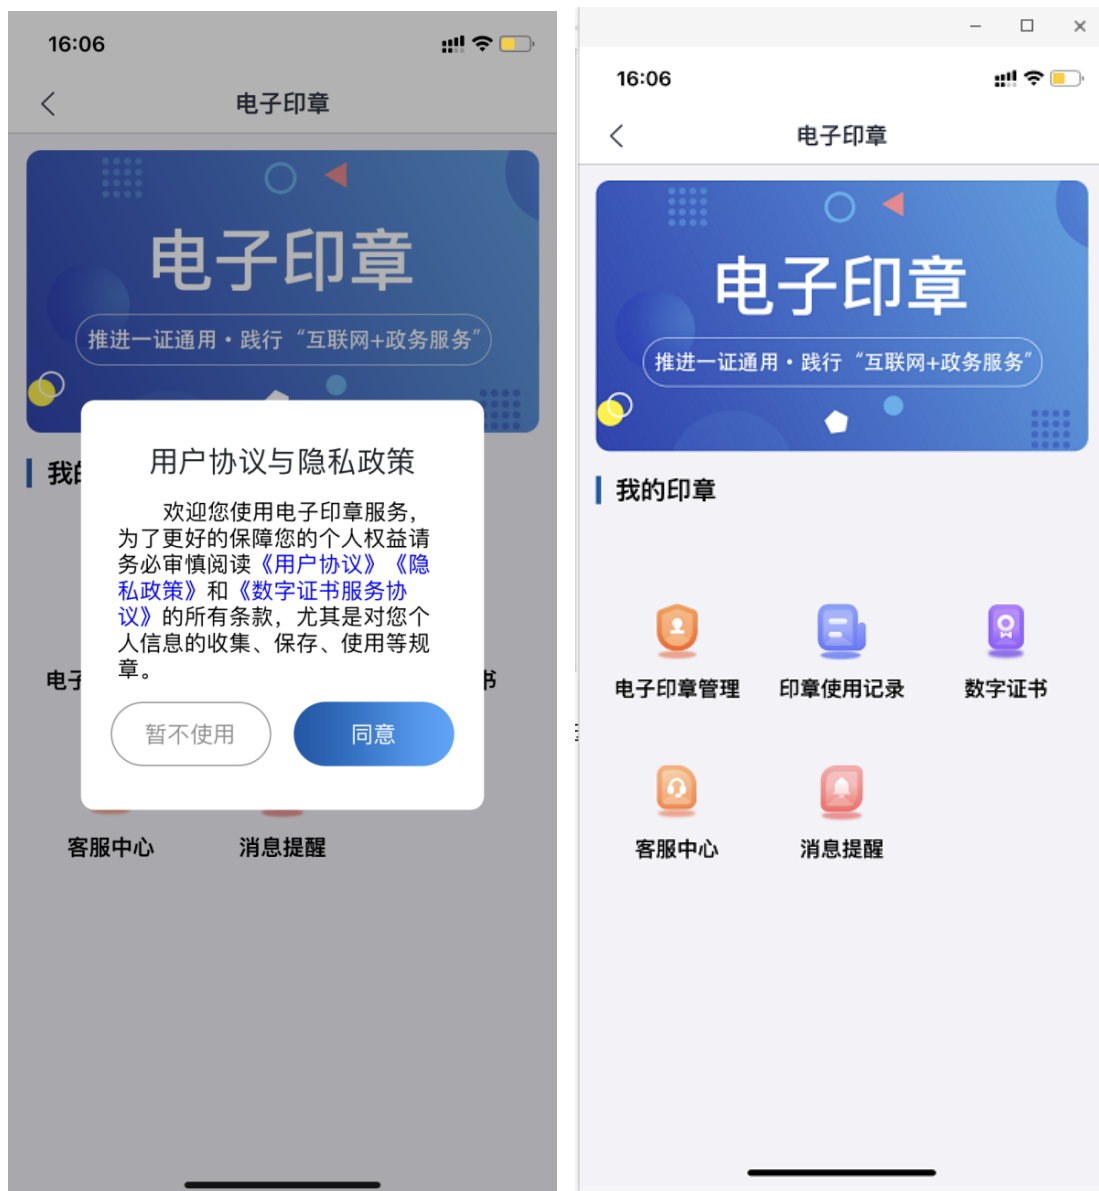 16:06
电子印章
电子印章
推进一证通用·践行“互联网+政务服务”
我的
用户协议与隐私政策
欢迎您使用电子印章服务，
为了更好的保障您的个人权益请
务必审慎阅读《用户协议》《隐
私政策》和《数字证书服务协
议》的所有条款，尤其是对您个
人信息的收集、保存、使用等规
章。
电子
书
暂不使用
同意
客服中心
消息提醒
16:06
电子印章
电子印章
推进一证通用·践行“互联网+政务服务”
我的印章
电子印章管理
印章使用记录
数字证书
客服中心
消息提醒